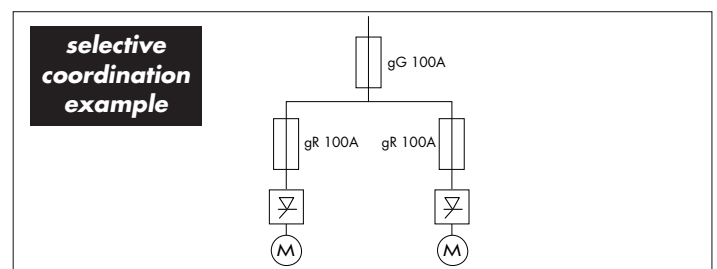 selective
coordination
example
gG 100A
gR 100A
gR 100A
M
M